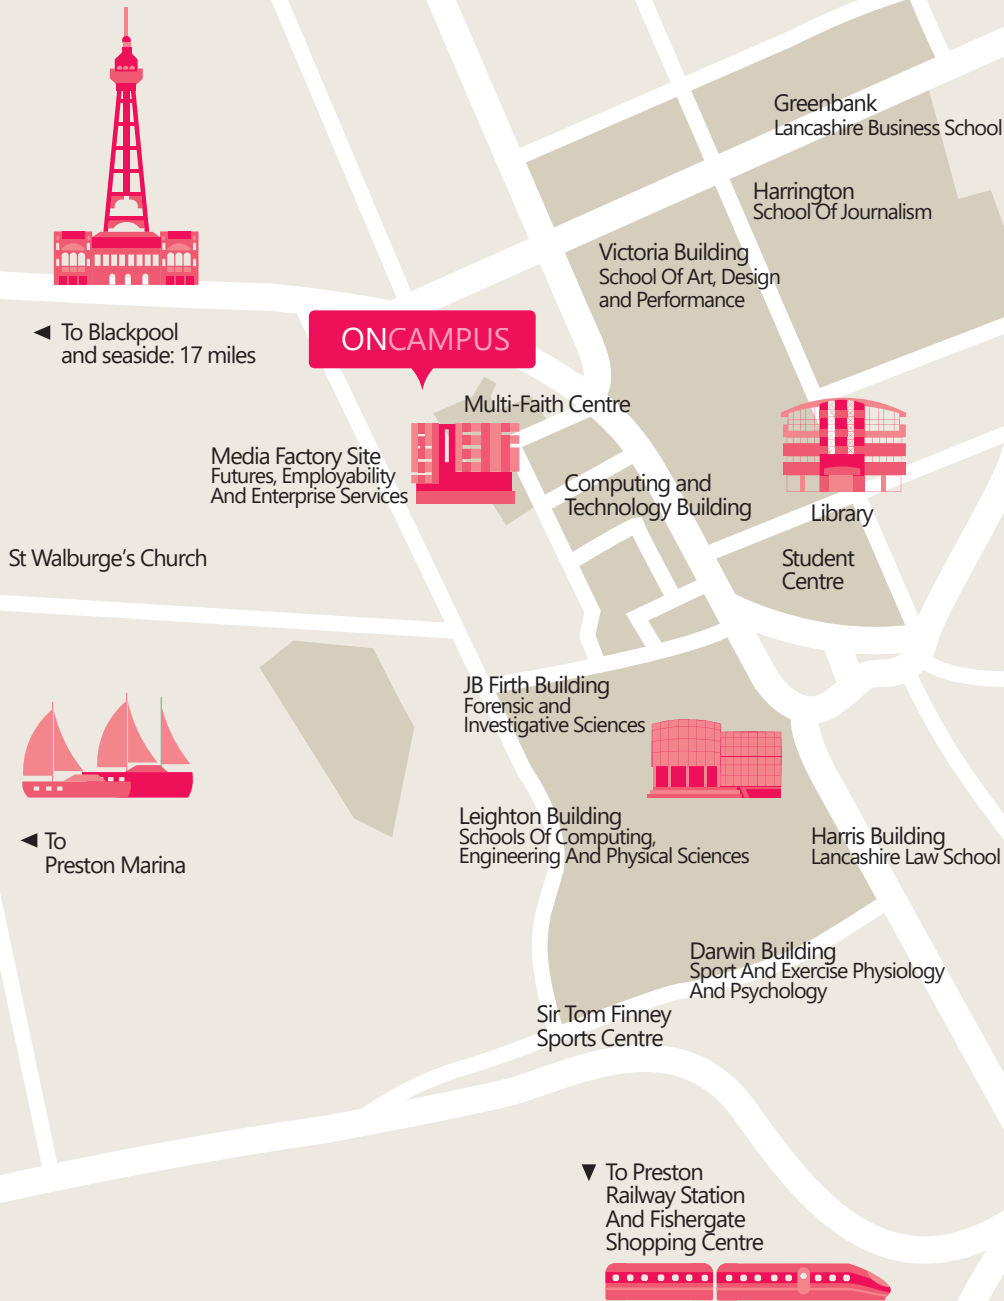 Greenbank
Lancashire Business School
Harrington
School Of Journalism
Victoria Building
School Of Art, Design
and Performance
To Blackpool
and seaside: 17 miles
ONCAMPUS
Multi-Faith Centre
Media Factory Site
Futures, Employability
And Enterprise Services
Computing and
Technology Building
Library
St Walburge’s Church
Student
Centre
JB Firth Building
Forensic and
Investigative Sciences
Leighton Building
Schools Of Computing,
Engineering And Physical Sciences
Harris Building
Lancashire Law School
To
Preston Marina
Darwin Building
Sport And Exercise Physiology
And Psychology
Sir Tom Finney
Sports Centre
To Preston
Railway Station
And Fishergate
Shopping Centre